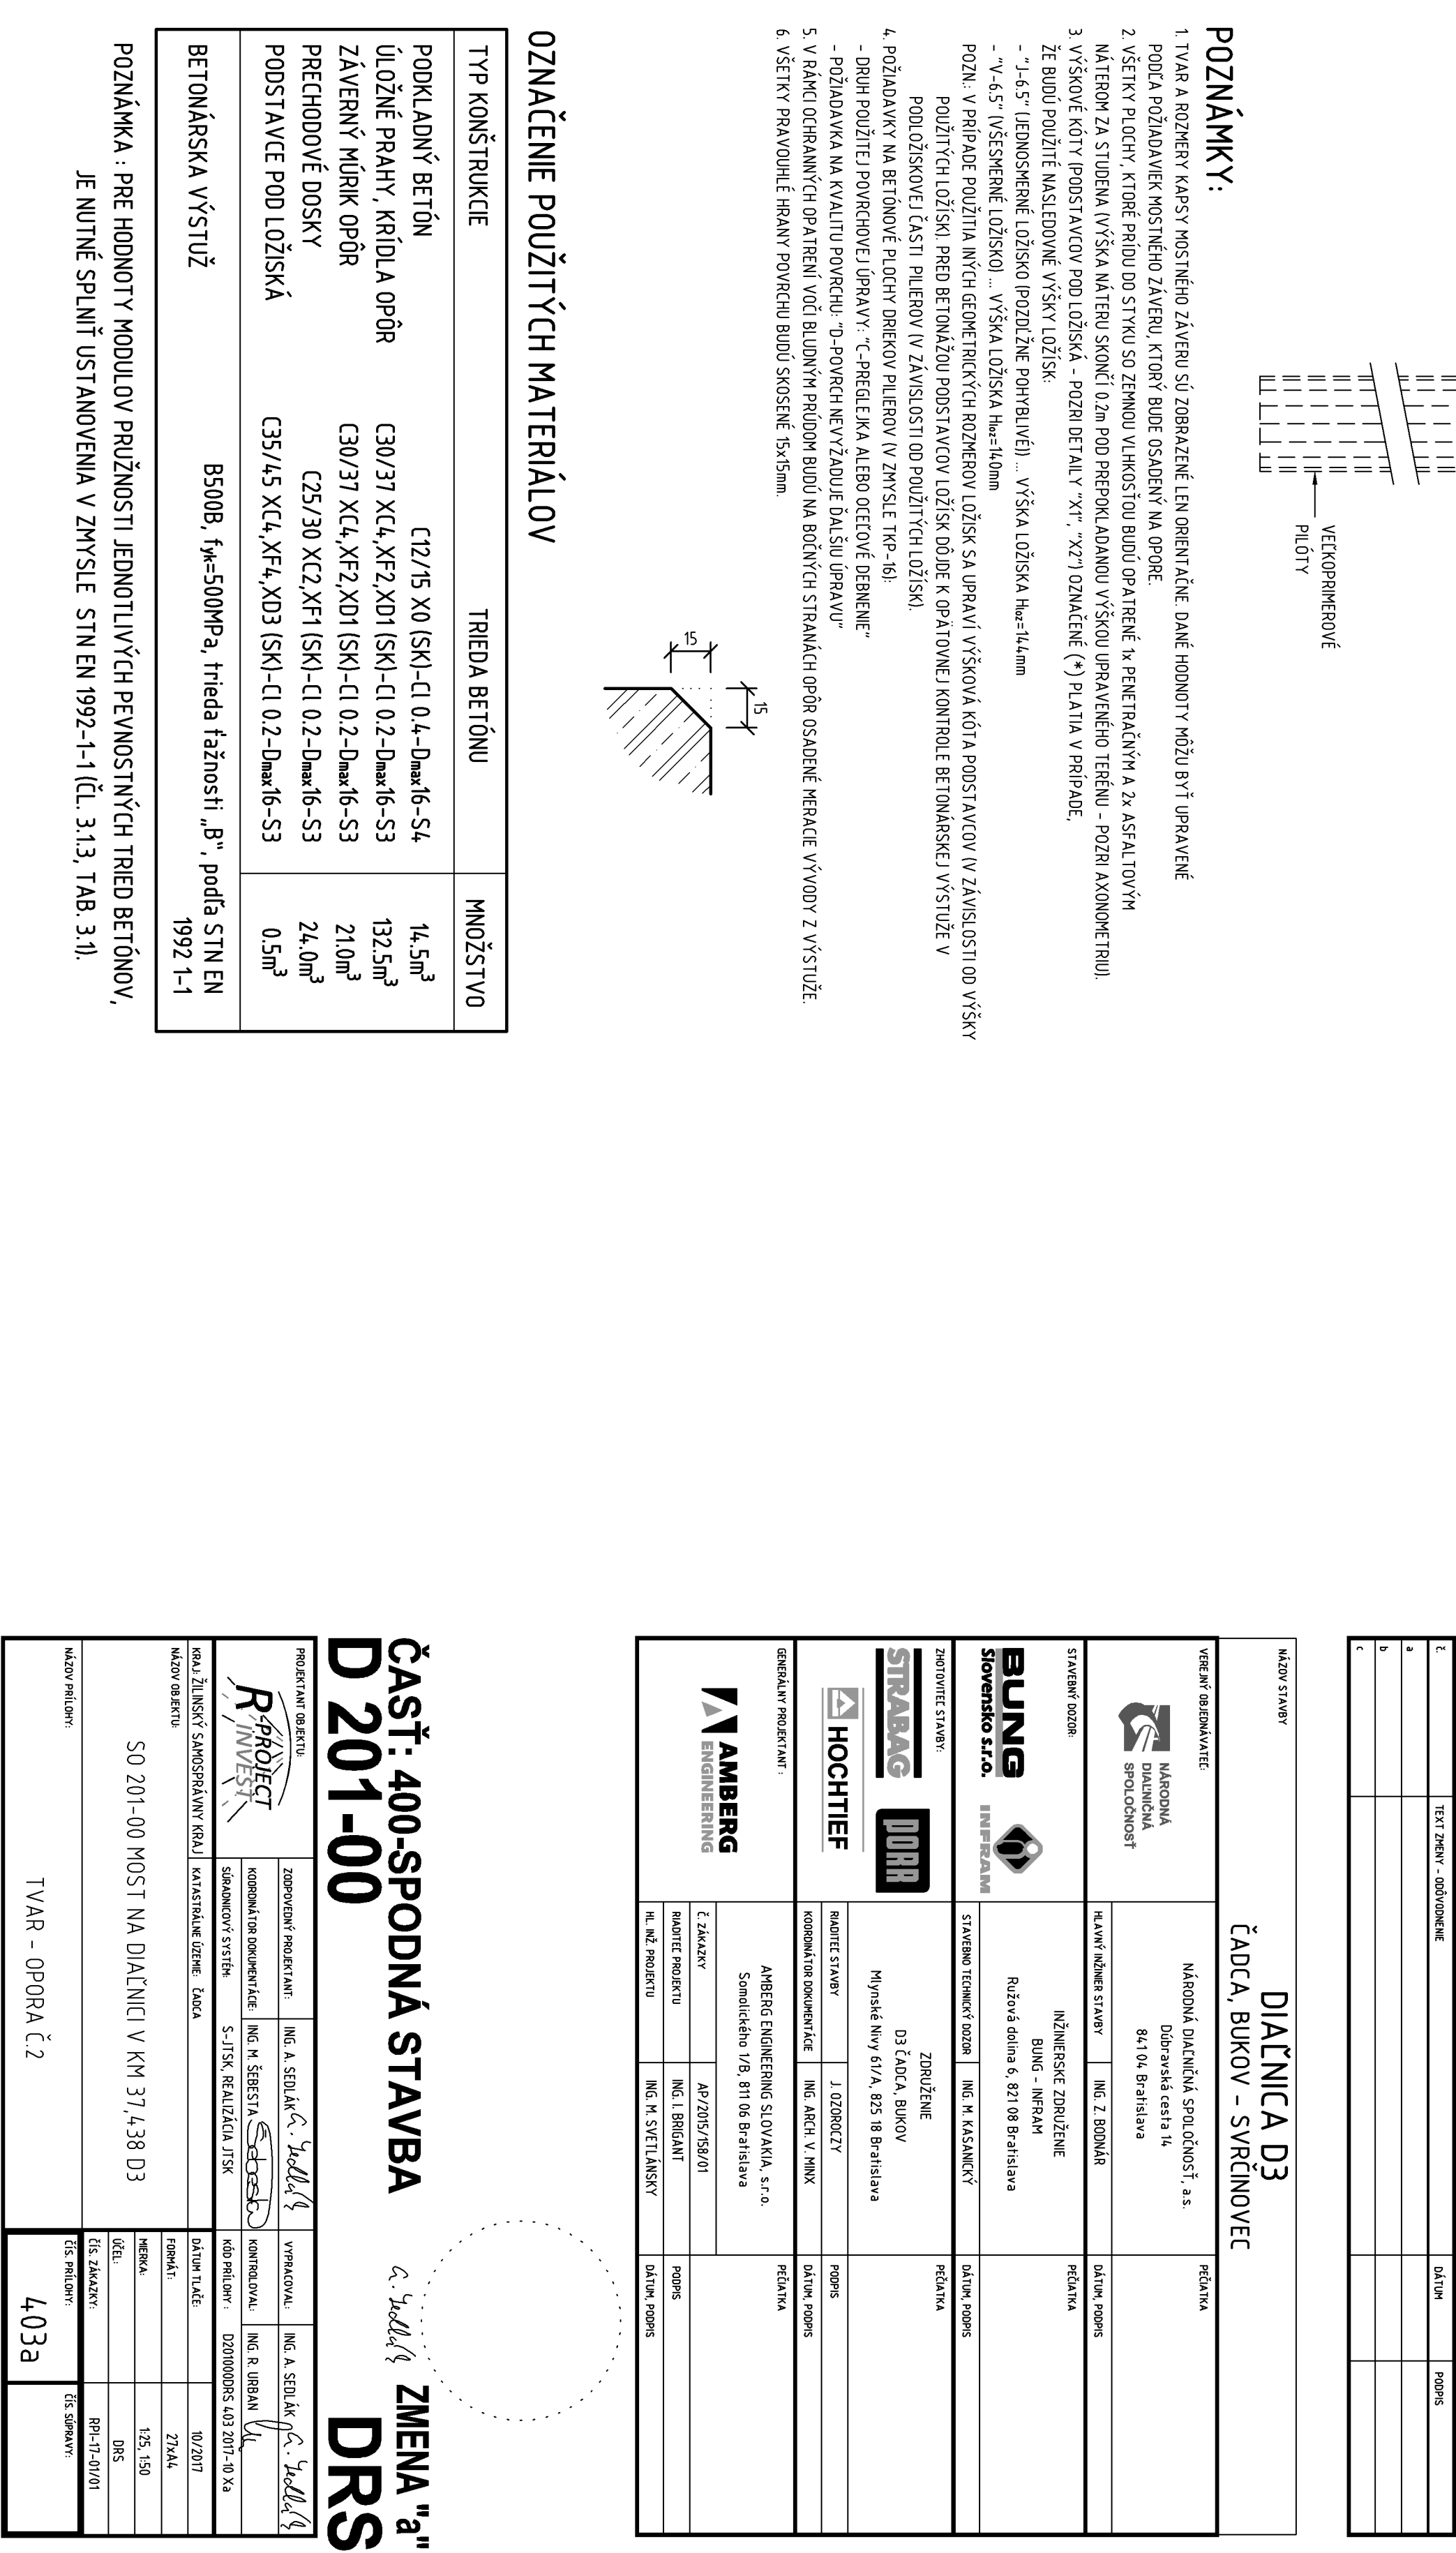 VEĽKOPRIMEROVÉ
PILÓTY
POZNÁMKY:
1. TVAR A ROZMERY KAPSY MOSTNÉHO ZÁVERU SÚ ZOBRAZENÉ LEN ORIENTAČNE. DANÉ HODNOTY MÔŽU BYŤ UPRAVENÉ
PODĽA POŽIADAVIEK MOSTNÉHO ZÁVERU, KTORÝ BUDE OSADENÝ NA OPORE.
2. VŠETKY PLOCHY, KTORÉ PRÍDU DO STYKU SO ZEMNOU VLHKOSŤOU BUDÚ OPATRENÉ 1x PENETRAČNÝM A 2x ASFALTOVÝM
NÁTEROM ZA STUDENA (VÝŠKA NÁTERU SKONČÍ 0.2m POD PREPOKLADANOU VÝŠKOU UPRAVENÉHO TERÉNU - POZRI AXONOMETRIU).
3. VÝŠKOVÉ KÓTY (PODSTAVCOV POD LOŽISKÁ - POZRI DETAILY "X1", "X2") OZNAČENÉ (*) PLATIA V PRÍPADE,
ŽE BUDÚ POUŽITÉ NASLEDOVNÉ VÝŠKY LOŽÍSK:
- "J-6.5" (JEDNOSMERNÉ LOŽISKO (POZDĹŽNE POHYBLIVÉ)) ... VÝŠKA LOŽISKA Hloz=144mm
- "V-6.5" (VŠESMERNÉ LOŽISKO) ... VÝŠKA LOŽISKA Hloz=140mm
POZN.: V PRÍPADE POUŽITIA INÝCH GEOMETRICKÝCH ROZMEROV LOŽISK SA UPRAVÍ VÝŠKOVÁ KÓTA PODSTAVCOV (V ZÁVISLOSTI OD VÝŠKY
POUŽITÝCH LOŽÍSK). PRED BETONÁŽOU PODSTAVCOV LOŽÍSK DÔJDE K OPÄTOVNEJ KONTROLE BETONÁRSKEJ VÝSTUŽE V
PODLOŽISKOVEJ ČASTI PILIEROV (V ZÁVISLOSTI OD POUŽITÝCH LOŽÍSK).
4. POŽIADAVKY NA BETÓNOVÉ PLOCHY DRIEKOV PILIEROV (V ZMYSLE TKP-16):
- DRUH POUŽITEJ POVRCHOVEJ ÚPRAVY: "C-PREGLEJKA ALEBO OCEĽOVÉ DEBNENIE"
- POŽIADAVKA NA KVALITU POVRCHU: "D-POVRCH NEVYŽADUJE ĎALŠIU ÚPRAVU"
5. V RÁMCI OCHRANNÝCH OPATRENÍ VOČI BLUDNÝM PRÚDOM BUDÚ NA BOČNÝCH STRANÁCH OPÔR OSADENÉ MERACIE VÝVODY Z VÝSTUŽE.
6. VŠETKY PRAVOUHLÉ HRANY POVRCHU BUDÚ SKOSENÉ 15x15mm.
15
15
OZNAČENIE POUŽITÝCH MATERIÁLOV
TYP KONŠTRUKCIE TRIEDA BETÓNU MNOŽSTVO
PODKLADNÝ BETÓN C12/15 X0 (SK)-Cl 0.4-Dmax16-S4 14.5m³
ÚLOŽNÉ PRAHY, KRÍDLA OPÔR C30/37 XC4,XF2,XD1 (SK)-Cl 0.2-Dmax16-S3 132.5m³
ZÁVERNÝ MÚRIK OPÔR C30/37 XC4,XF2,XD1 (SK)-Cl 0.2-Dmax16-S3 21.0m³
PRECHODOVÉ DOSKY C25/30 XC2,XF1 (SK)-Cl 0.2-Dmax16-S3 24.0m³
PODSTAVCE POD LOŽISKÁ C35/45 XC4,XF4,XD3 (SK)-Cl 0.2-Dmax16-S3 0.5m³
BETONÁRSKA VÝSTUŽ B500B, fyk=500MPa, trieda ťažnosti „B“, podľa STN EN
1992 1-1
POZNÁMKA : PRE HODNOTY MODULOV PRUŽNOSTI JEDNOTLIVÝCH PEVNOSTNÝCH TRIED BETÓNOV,
JE NUTNÉ SPLNIŤ USTANOVENIA V ZMYSLE STN EN 1992-1-1 (ČL. 3.1.3, TAB. 3.1).
Č. TEXT ZMENY - ODÔVODNENIE DÁTUM PODPIS
a
b
c
NÁZOV STAVBY
DIAĽNICA D3
ČADCA, BUKOV - SVRČINOVEC
VEREJNÝ OBJEDNÁVATEĽ:
NÁRODNÁ
DIAĽNIČNÁ
SPOLOČNOSŤ
NÁRODNÁ DIAĽNIČNÁ SPOLOČNOSŤ, a.s.
Dúbravská cesta 14
841 04 Bratislava
PEČIATKA
HLAVNÝ INŽINIER STAVBY ING. Z. BODNÁR DÁTUM, PODPIS
STAVEBNÝ DOZOR:
BUNG
Slovensko s.r.o.
INFRAM
INŽINIERSKE ZDRUŽENIE
BUNG - INFRAM
Ružová dolina 6, 821 08 Bratislava
PEČIATKA
STAVEBNO TECHNICKÝ DOZOR ING. M. KASANICKÝ DÁTUM, PODPIS
ZHOTOVITEĽ STAVBY:
STRABAG
PORR
HOCHTIEF
ZDRUŽENIE
D3 ČADCA, BUKOV
Mlynské Nivy 61/A, 825 18 Bratislava
PEČIATKA
RIADITEĽ STAVBY J. OZOROCZY PODPIS
KOORDINÁTOR DOKUMENTÁCIE ING. ARCH. V. MINX DÁTUM, PODPIS
GENERÁLNY PROJEKTANT :
AMBERG
ENGINEERING
AMBERG ENGINEERING SLOVAKIA, s.r.o.
Somolického 1/B, 811 06 Bratislava
PEČIATKA
Č. ZÁKAZKY AP/2015/158/01
RIADITEĽ PROJEKTU ING. I. BRIGANT PODPIS
HL. INŽ. PROJEKTU ING. M. SVETLÁNSKY DÁTUM, PODPIS
ČASŤ: 400-SPODNÁ STAVBA ZMENA "a"
D 201-00 DRS
PROJEKTANT OBJEKTU:
R-PROJECT
INVEST
ZODPOVEDNÝ PROJEKTANT: ING. A. SEDLÁK VYPRACOVAL: ING. A. SEDLÁK
KOORDINÁTOR DOKUMENTÁCIE: ING. M. ŠEBESTA KONTROLOVAL: ING. R. URBAN
SÚRADNICOVÝ SYSTÉM: S-JTSK, REALIZÁCIA JTSK KÓD PRÍLOHY : D201000DRS 403 2017-10 Xa
KRAJ: ŽILINSKÝ SAMOSPRÁVNY KRAJ KATASTRÁLNE ÚZEMIE: ČADCA DÁTUM TLAČE: 10/2017
NÁZOV OBJEKTU:
SO 201-00 MOST NA DIAĽNICI V KM 37,438 D3
FORMÁT: 27xA4
MIERKA: 1:25, 1:50
ÚČEL: DRS
ČÍS. ZÁKAZKY: RPI-17-01/01
NÁZOV PRÍLOHY:
TVAR - OPORA Č.2
ČÍS. PRÍLOHY:
403a
ČÍS. SÚPRAVY: